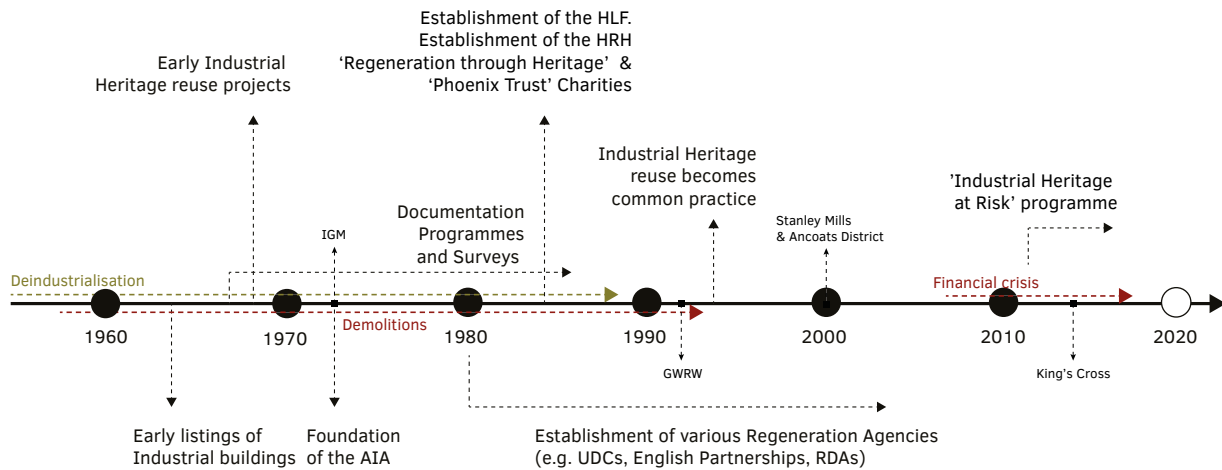 Establishment of the HLF.
Establishment of the HRH
'Regeneration through Heritage' &
'Phoenix Trust' Charities
Early Industrial
Heritage reuse projects
Industrial Heritage
reuse becomes
common practice
'Industrial Heritage
at Risk' programme
Documentation
Programmes
and Surveys
IGM
Stanley Mills
& Ancoats District
Deindustrialisation
Financial crisis
Demolitions
1960
1970
1980
1990
2000
2010
2020
GWRW
King's Cross
Early listings of
Industrial buildings
Foundation
of the AIA
Establishment of various Regeneration Agencies
(e.g. UDCs, English Partnerships, RDAs)